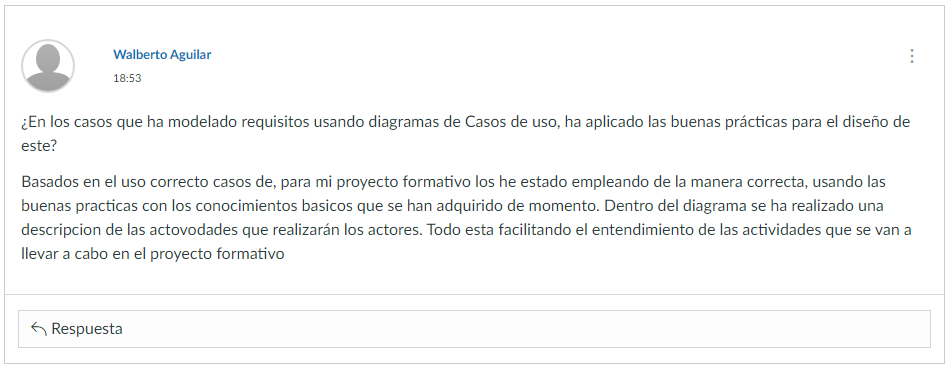 Walberto Aguilar
18:53
¿En los casos que ha modelado requisitos usando diagramas de Casos de uso, ha aplicado las buenas prácticas para el diseño de
este?
Basados en el uso correcto casos de, para mi proyecto formativo los he estado empleando de la manera correcta, usando las
buenas practicas con los conocimientos basicos que se han adquirido de momento. Dentro del diagrama se ha realizado una
descripcion de las actovodades que realizarán los actores. Todo esta facilitando el entendimiento de las actividades que se van a
llevar a cabo en el proyecto formativo
Respuesta